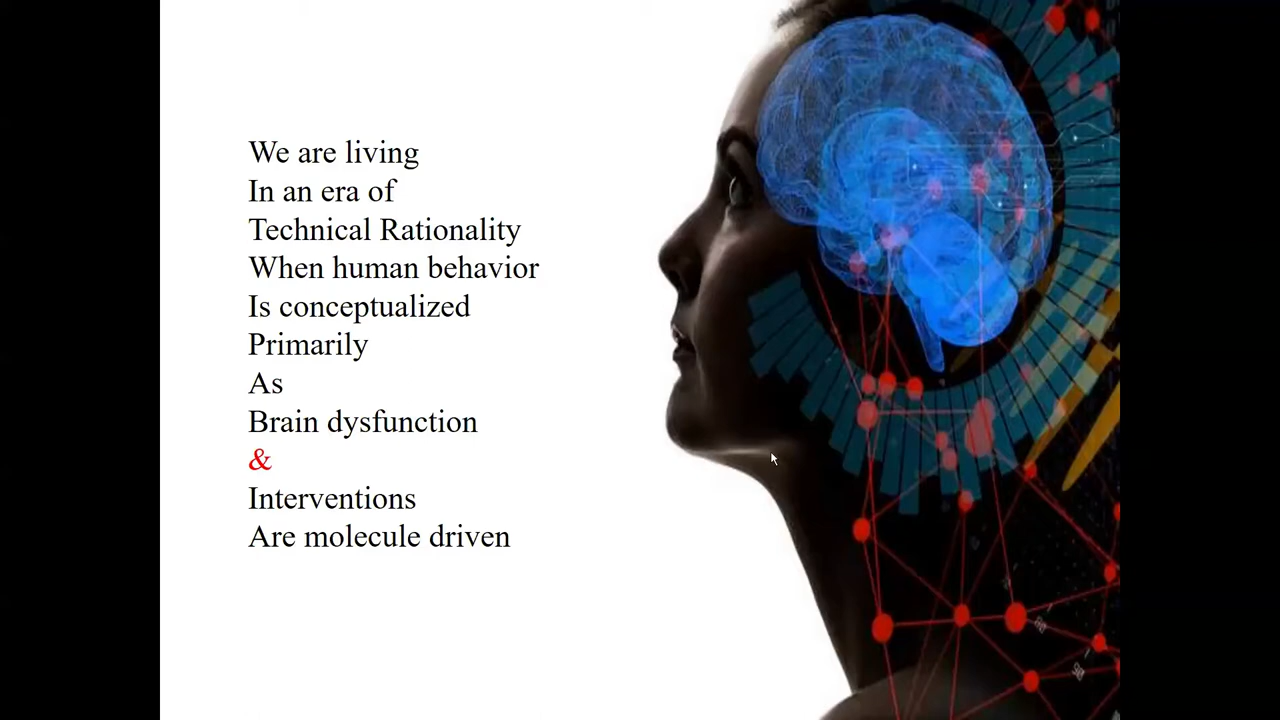 We are living
In an era of
Technical Rationality
When human behavior
Is conceptualized
Primarily
As
Brain dysfunction
&
Interventions
Are molecule driven